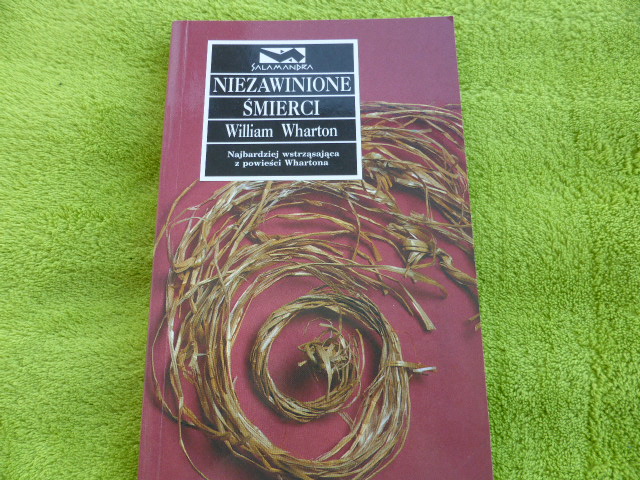 SALAMANDRA
NIEZAWINIONE
ŚMIERCI
William Wharton
Najbardziej wstrząsająca
z powieści Whartona